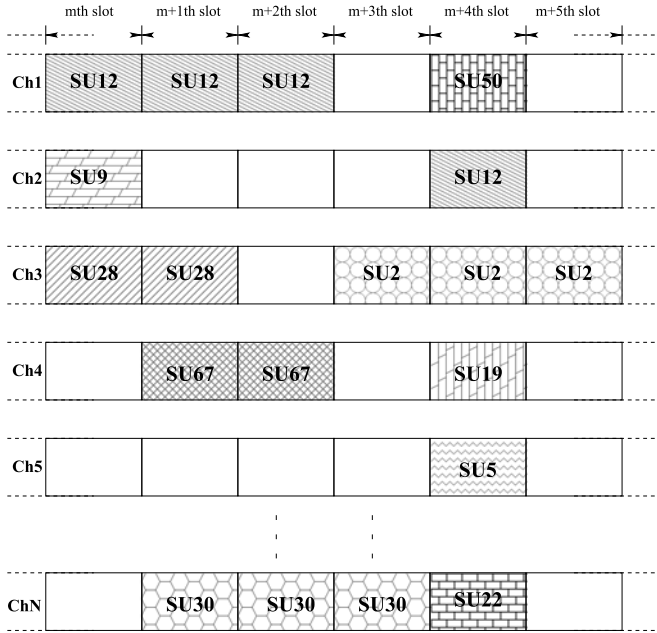 mth slot m+1th slot m+2th slot m+3th slot m+4th slot m+5th slot
Ch1 SU12 SU12 SU12 SU50
Ch2 SU9 SU12
Ch3 SU28 SU28 SU2 SU2 SU2
Ch4 SU67 SU67 SU19
Ch5 SU5
ChN SU30 SU30 SU30 SU22